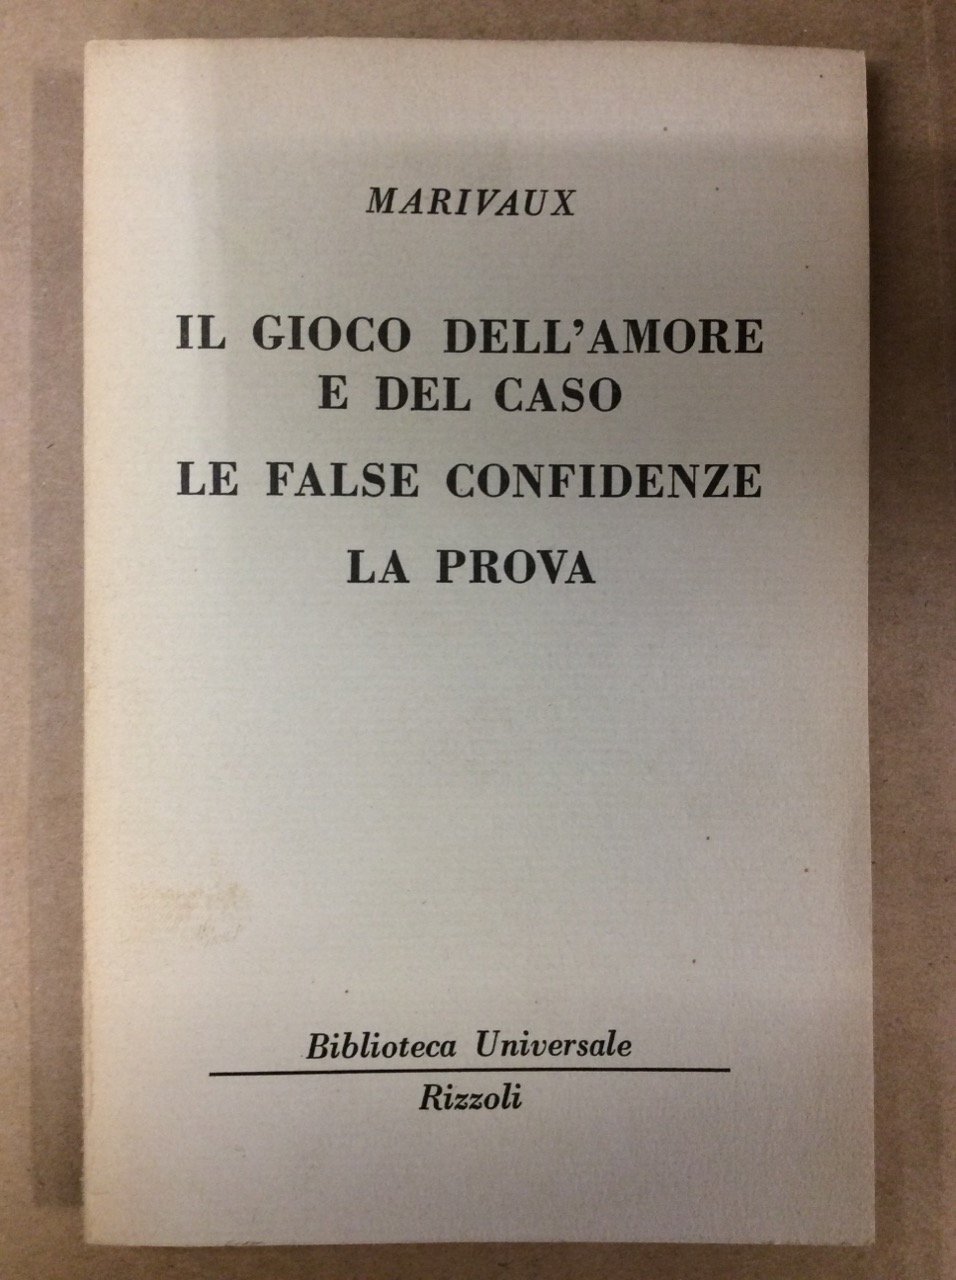 MARIVAUX
IL GIOCO DELL'AMORE
E DEL CASO
LE FALSE CONFIDENZE
LA PROVA
Biblioteca Universale
Rizzoli